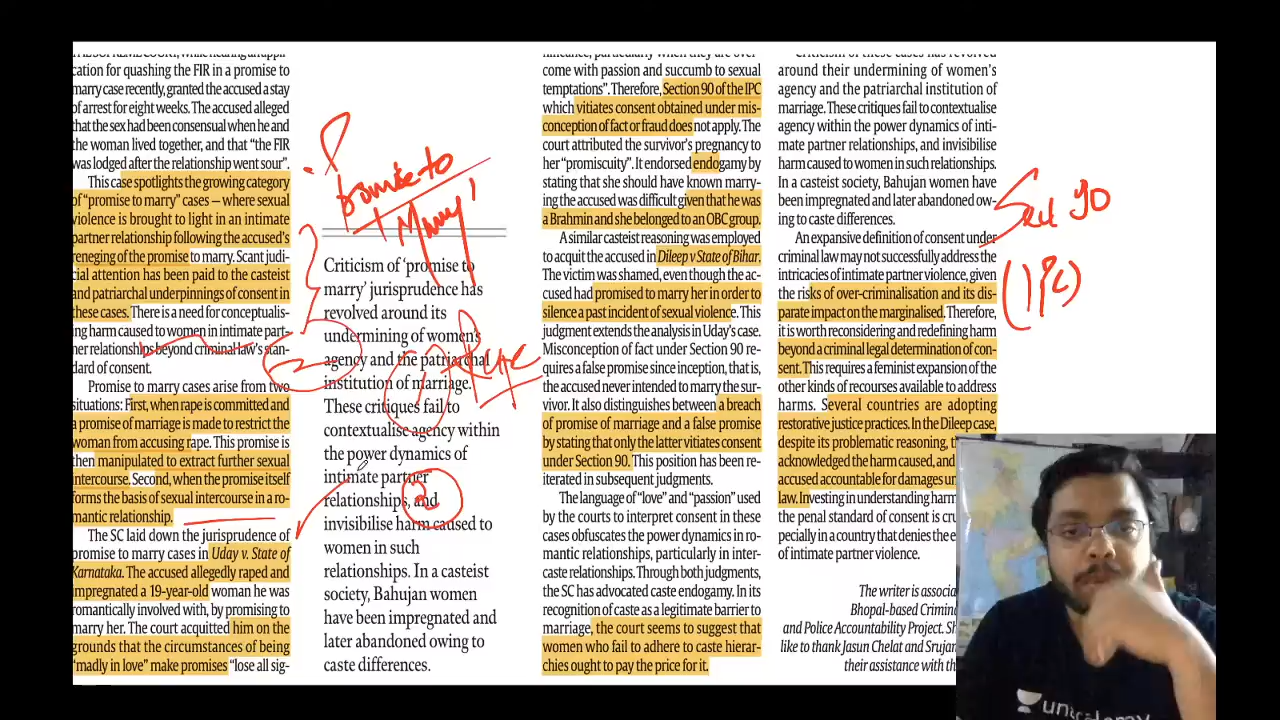 THE SUPREME COURT, while hearing an appli-
cation for quashing the FIR in a promise to
marry case recently, granted the accused a stay
of arrest for eight weeks. The accused alleged
that the sex had been consensual when he and
the woman lived together, and that “the FIR
was lodged after the relationship went sour”.
This case spotlights the growing category
of “promise to marry” cases — where sexual
violence is brought to light in an intimate
partner relationship following the accused’s
reneging of the promise to marry. Scant judi-
cial attention has been paid to the casteist
and patriarchal underpinnings of consent in
these cases. There is a need for conceptualis-
ing harm caused to women in intimate part-
ner relationships beyond criminal law’s stan-
dard of consent.
Promise to marry cases arise from two
situations: First, when rape is committed and
a promise of marriage is made to restrict the
woman from accusing rape. This promise is
then manipulated to extract further sexual
intercourse. Second, when the promise itself
forms the basis of sexual intercourse in a ro-
mantic relationship.
The SC laid down the jurisprudence of
promise to marry cases in Uday v. State of
Karnataka. The accused allegedly raped and
impregnated a 19-year-old woman he was
romantically involved with, by promising to
marry her. The court acquitted him on the
grounds that the circumstances of being
“madly in love” make promises “lose all sig-
Promise to
Marry'
Criticism of ‘promise to
marry’ jurisprudence has
revolved around its
undermining of women’s
agency and the patriarchal
institution of marriage.
These critiques fail to
contextualise agency within
the power dynamics of
intimate partner
relationships, and
invisibilise harm caused to
women in such
relationships. In a casteist
society, Bahujan women
have been impregnated and
later abandoned owing to
caste differences.
1
2
nificance, particularly when they are over-
come with passion and succumb to sexual
temptations”. Therefore, Section 90 of the IPC
which vitiates consent obtained under mis-
conception of fact or fraud does not apply. The
court attributed the survivor’s pregnancy to
her “promiscuity”. It endorsed endogamy by
stating that she should have known marry-
ing the accused was difficult given that he was
a Brahmin and she belonged to an OBC group.
A similar casteist reasoning was employed
to acquit the accused in Dileep v State of Bihar.
The victim was shamed, even though the ac-
cused had promised to marry her in order to
silence a past incident of sexual violence. This
judgment extends the analysis in Uday’s case.
Misconception of fact under Section 90 re-
quires a false promise since inception, that is,
the accused never intended to marry the sur-
vivor. It also distinguishes between a breach
of promise of marriage and a false promise
by stating that only the latter vitiates consent
under Section 90. This position has been re-
iterated in subsequent judgments.
The language of “love” and “passion” used
by the courts to interpret consent in these
cases obfuscates the power dynamics in ro-
mantic relationships, particularly in inter-
caste relationships. Through both judgments,
the SC has advocated caste endogamy. In its
recognition of caste as a legitimate barrier to
marriage, the court seems to suggest that
women who fail to adhere to caste hierar-
chies ought to pay the price for it.
Criticism of these cases has revolved
around their undermining of women’s
agency and the patriarchal institution of
marriage. These critiques fail to contextualise
agency within the power dynamics of inti-
mate partner relationships, and invisibilise
harm caused to women in such relationships.
In a casteist society, Bahujan women have
been impregnated and later abandoned ow-
ing to caste differences.
An expansive definition of consent under
criminal law may not successfully address the
intricacies of intimate partner violence, given
the risks of over-criminalisation and its dis-
parate impact on the marginalised. Therefore,
it is worth reconsidering and redefining harm
beyond a criminal legal determination of con-
sent. This requires a feminist expansion of the
other kinds of recourses available to address
harms. Several countries are adopting
restorative justice practices. In the Dileep case,
despite its problematic reasoning,
acknowledged the harm caused, and
accused accountable for damages
law. Investing in understanding harm
the penal standard of consent is
pecially in a country that denies the
of intimate partner violence.
The writer is
Bhopal-based
and Police Accountability Project.
like to thank Jasun Chelat and
their assistance with
Sec 90
(IPC)